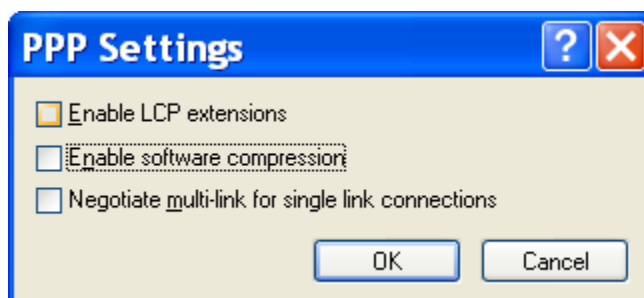 PPP Settings
?
Enable LCP extensions
Enable software compression
Negotiate multi-link for single link connections
OK Cancel